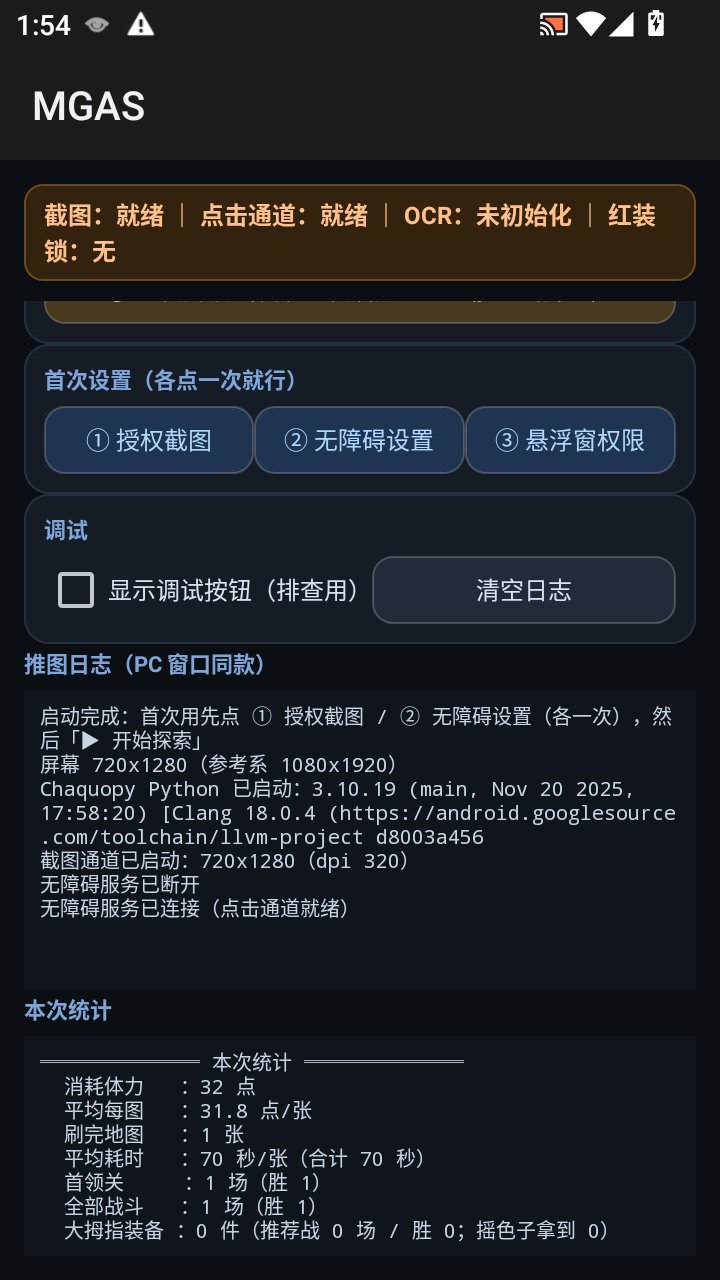 1:54
MGAS
截图：就绪 ｜ 点击通道：就绪 ｜ OCR：未初始化 ｜ 红装
锁：无
首次设置（各点一次就行）
① 授权截图
② 无障碍设置
③ 悬浮窗权限
调试
显示调试按钮（排查用）
清空日志
推图日志（PC 窗口同款）
启动完成：首次用先点 ① 授权截图 / ② 无障碍设置（各一次），然
后「▶ 开始探索」
屏幕 720x1280（参考系 1080x1920）
Chaquopy Python 已启动：3.10.19 (main, Nov 20 2025,
17:58:20) [Clang 18.0.4 (https://android.googlesource
.com/toolchain/llvm-project d8003a456
截图通道已启动：720x1280（dpi 320）
无障碍服务已断开
无障碍服务已连接（点击通道就绪）
本次统计
════════ 本次统计 ════════
消耗体力 ：32 点
平均每图 ：31.8 点/张
刷完地图 ：1 张
平均耗时 ：70 秒/张（合计 70 秒）
首领关 ：1 场（胜 1）
全部战斗 ：1 场（胜 1）
大拇指装备 ：0 件（推荐战 0 场 / 胜 0；摇色子拿到 0）